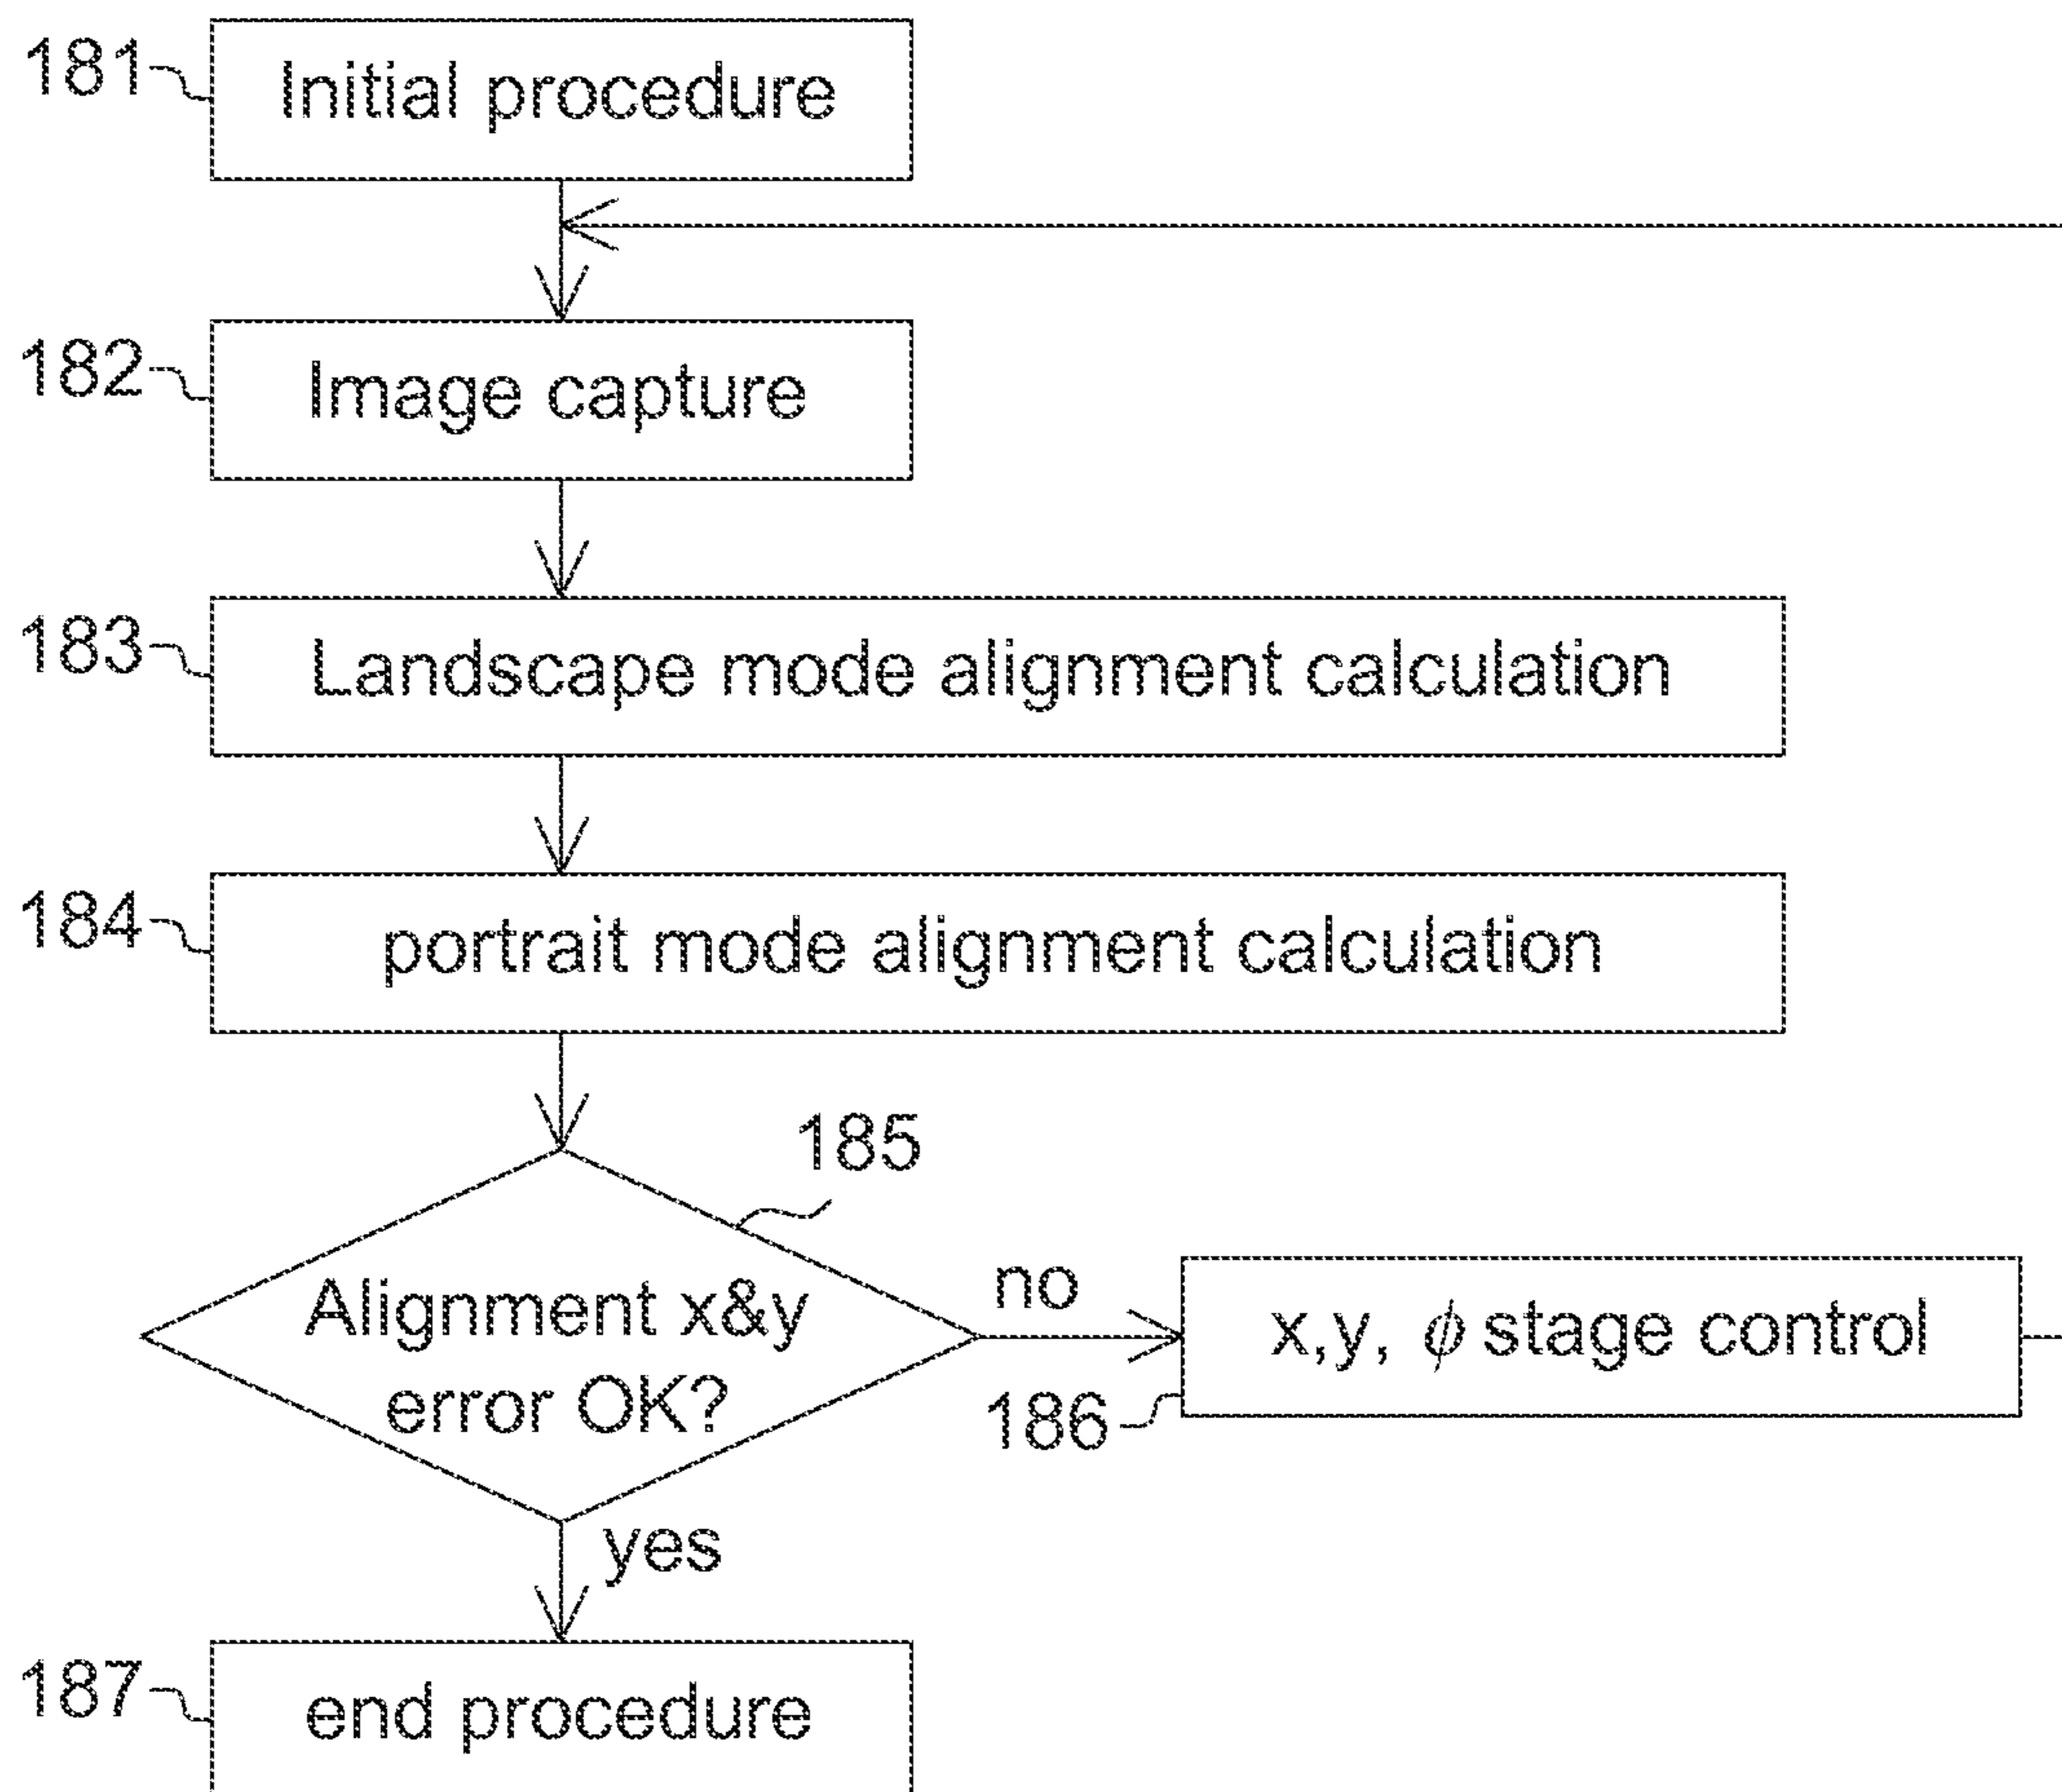 181
Initial procedure
182
Image capture
183
Landscape mode alignment calculation
184
portrait mode alignment calculation
185
Alignment x&y
error OK?
no
x,y, ϕ stage control
186
yes
187
end procedure